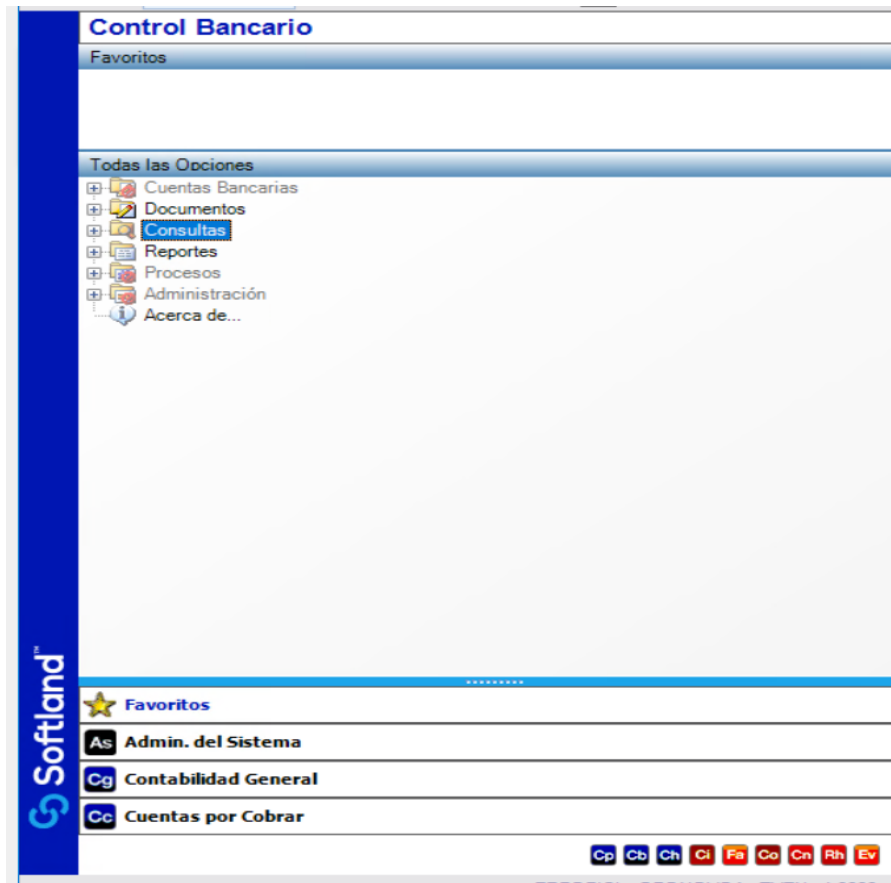 Control Bancario
Favoritos
Todas las Opciones
Cuentas Bancarias
Documentos
Consultas
Reportes
Procesos
Administración
Acerca de...
Softland™
Favoritos
As Admin. del Sistema
Cg Contabilidad General
Cc Cuentas por Cobrar
Cp Cb Ch Ci Fa Co Cn Rh Ev